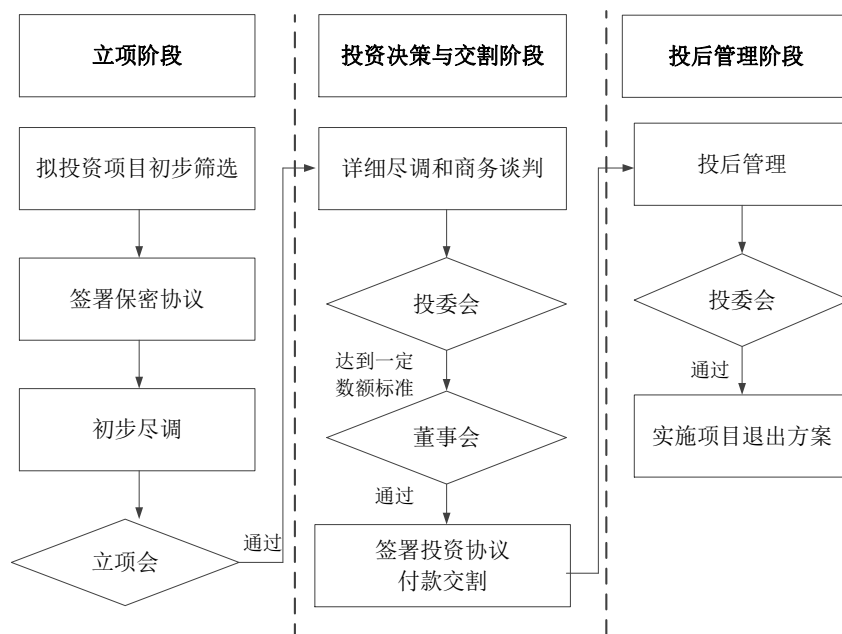 立项阶段
拟投资项目初步筛选
签署保密协议
初步尽调
立项会
通过
投资决策与交割阶段
详细尽调和商务谈判
投委会
达到一定
数额标准
董事会
通过
签署投资协议
付款交割
投后管理阶段
投后管理
投委会
通过
实施项目退出方案